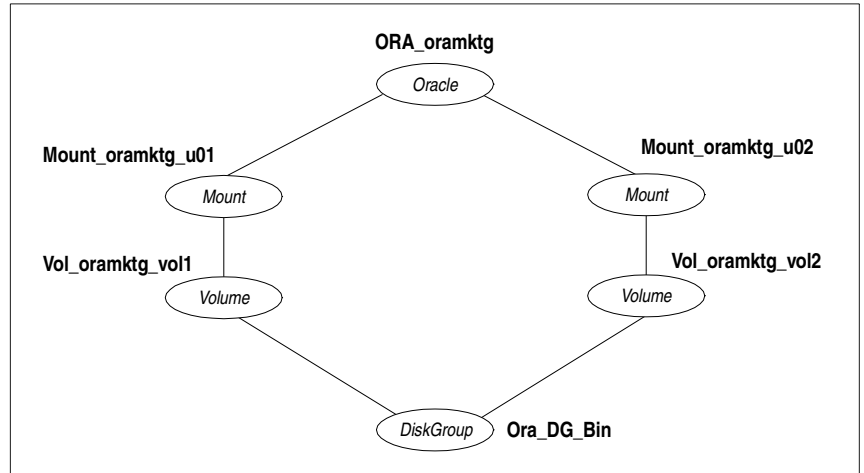 ORA_oramktg
Oracle
Mount_oramktg_u01
Mount_oramktg_u02
Mount
Mount
Vol_oramktg_vol1
Vol_oramktg_vol2
Volume
Volume
DiskGroup
Ora_DG_Bin